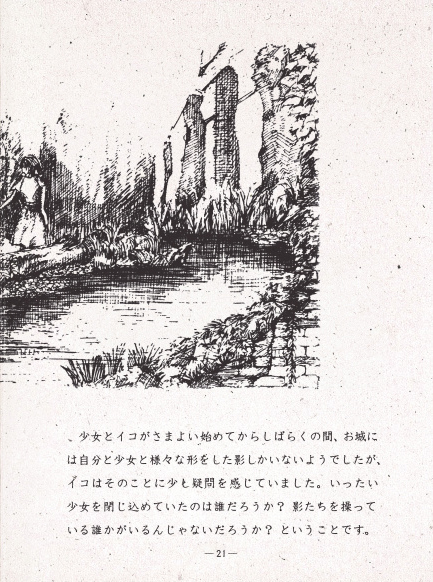 、少女とイコがさまよい始めてからしばらくの間、お城に
は自分と少女と様々な形をした影しかいないようでしたが、
イコはそのことに少し疑問を感じていました。いったい
少女を閉じ込めていたのは誰だろうか? 影たちを操って
いる誰かがいるんじゃないだろうか? ということです。
—21—